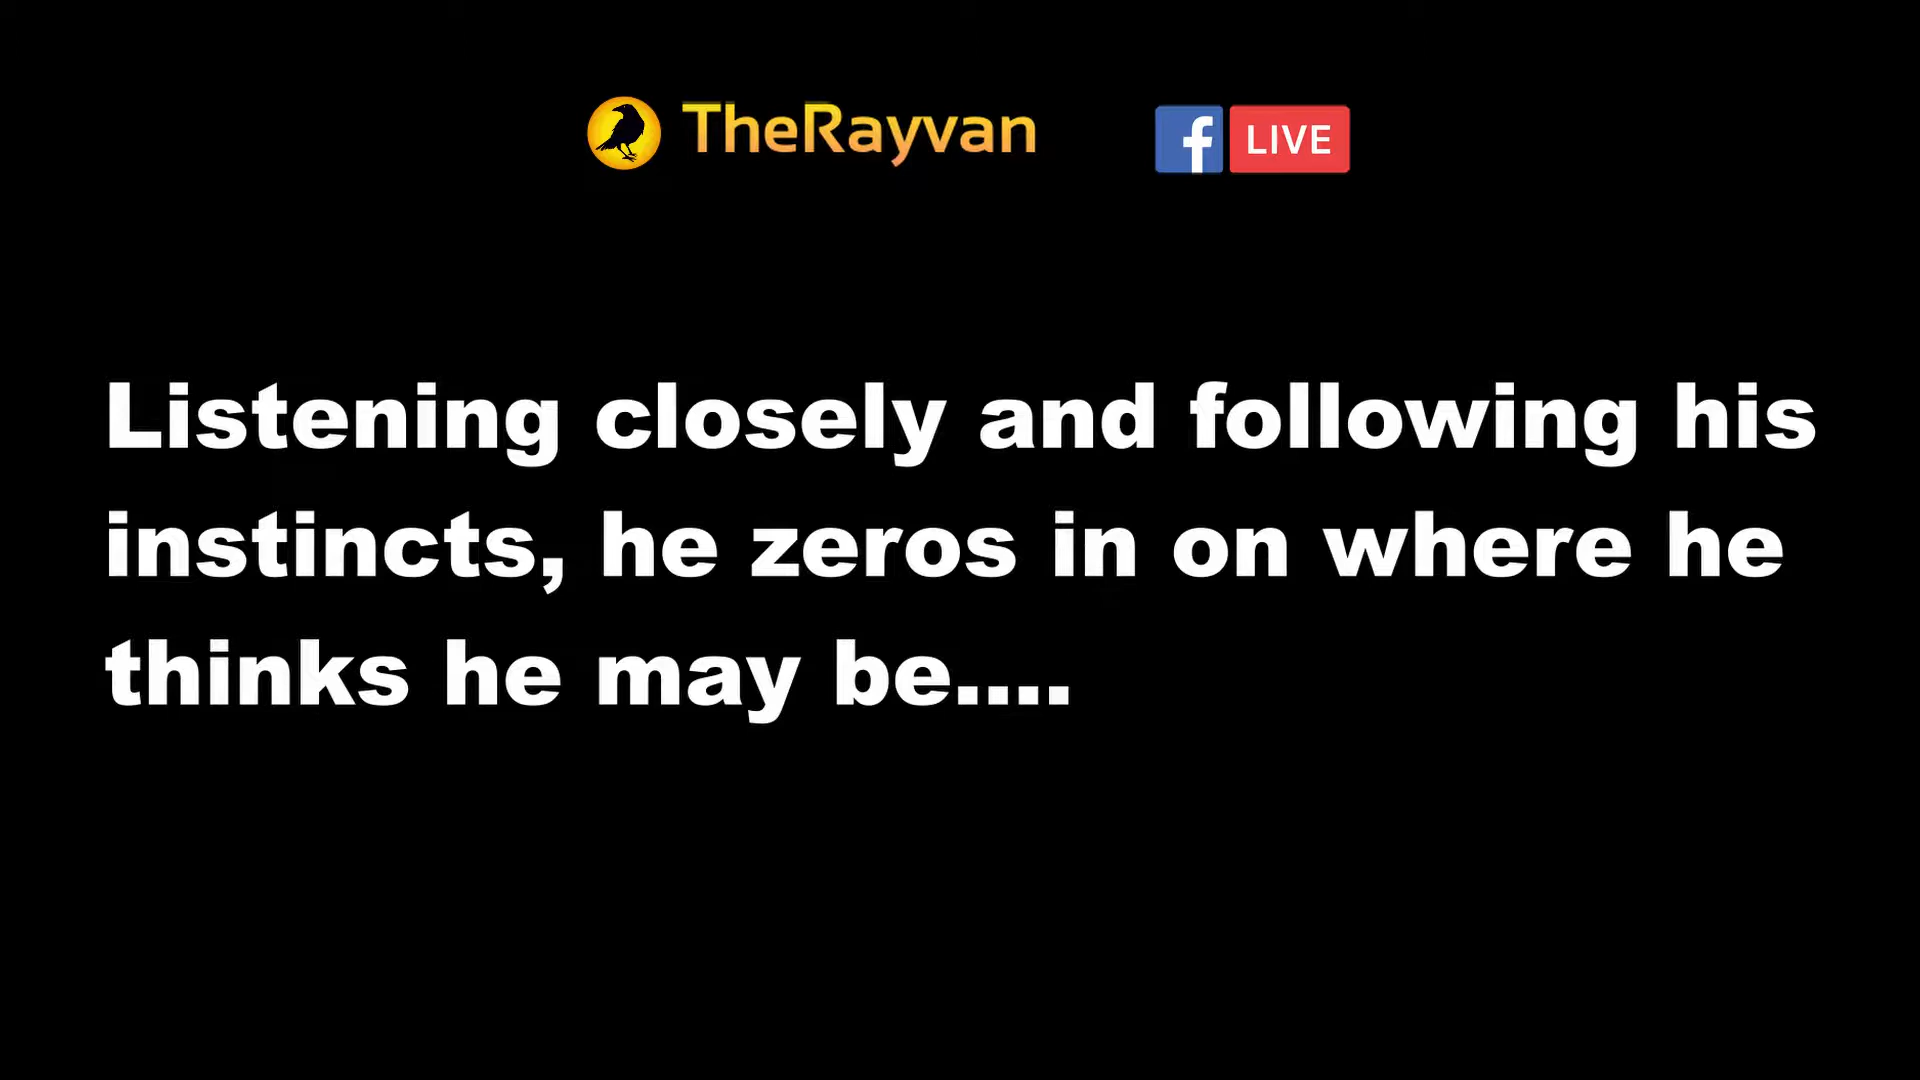 TheRayvan
f LIVE
Listening closely and following his
instincts, he zeros in on where he
thinks he may be....